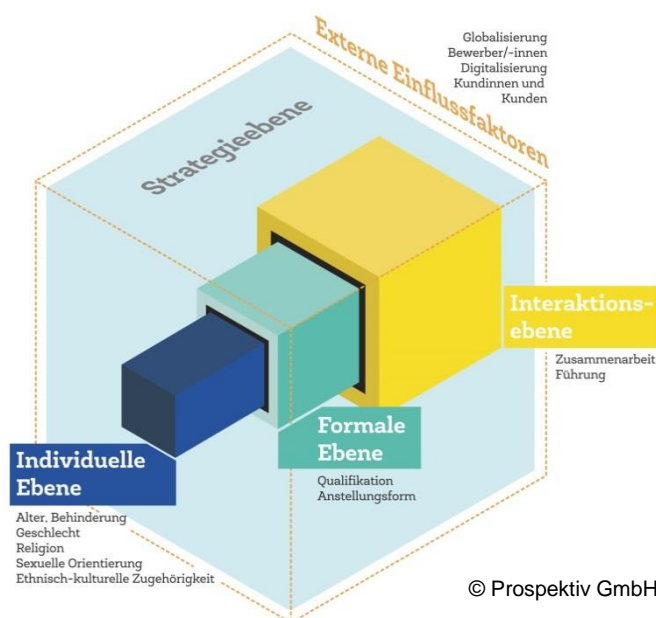 Externe Einflussfaktoren
Globalisierung
Bewerber/-innen
Digitalisierung
Kundinnen und
Kunden
Strategieebene
Interaktions-
ebene
Zusammenarbeit
Führung
Formale
Ebene
Qualifikation
Anstellungsform
Individuelle
Ebene
Alter, Behinderung
Geschlecht
Religion
Sexuelle Orientierung
Ethnisch-kulturelle Zugehörigkeit
© Prospektiv GmbH